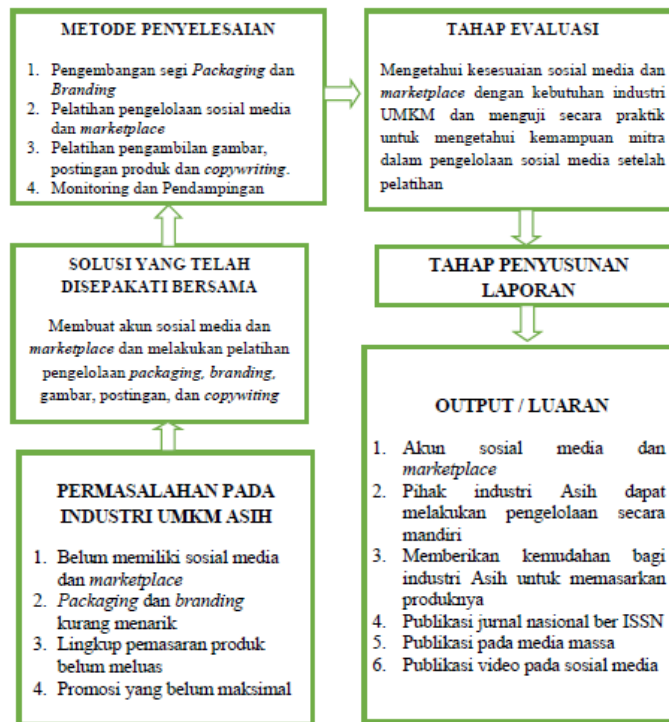 METODE PENYELESAIAN
1. Pengembangan segi Packaging dan
Branding
2. Pelatihan pengelolaan sosial media
dan marketplace
3. Pelatihan pengambilan gambar,
postingan produk dan copywriting.
4. Monitoring dan Pendampingan
TAHAP EVALUASI
Mengetahui kesesuaian sosial media dan
marketplace dengan kebutuhan industri
UMKM dan menguji secara praktik
untuk mengetahui kemampuan mitra
dalam pengelolaan sosial media setelah
pelatihan
SOLUSI YANG TELAH
DISEPAKATI BERSAMA
Membuat akun sosial media dan
marketplace dan melakukan pelatihan
pengelolaan packaging, branding,
gambar, postingan, dan copywiting
TAHAP PENYUSUNAN
LAPORAN
PERMASALAHAN PADA
INDUSTRI UMKM ASIH
1. Belum memiliki sosial media
dan marketplace
2. Packaging dan branding
kurang menarik
3. Lingkup pemasaran produk
belum meluas
4. Promosi yang belum maksimal
OUTPUT / LUARAN
1. Akun sosial media dan
marketplace
2. Pihak industri Asih dapat
melakukan pengelolaan secara
mandiri
3. Memberikan kemudahan bagi
industri Asih untuk memasarkan
produknya
4. Publikasi jurnal nasional ber ISSN
5. Publikasi pada media massa
6. Publikasi video pada sosial media